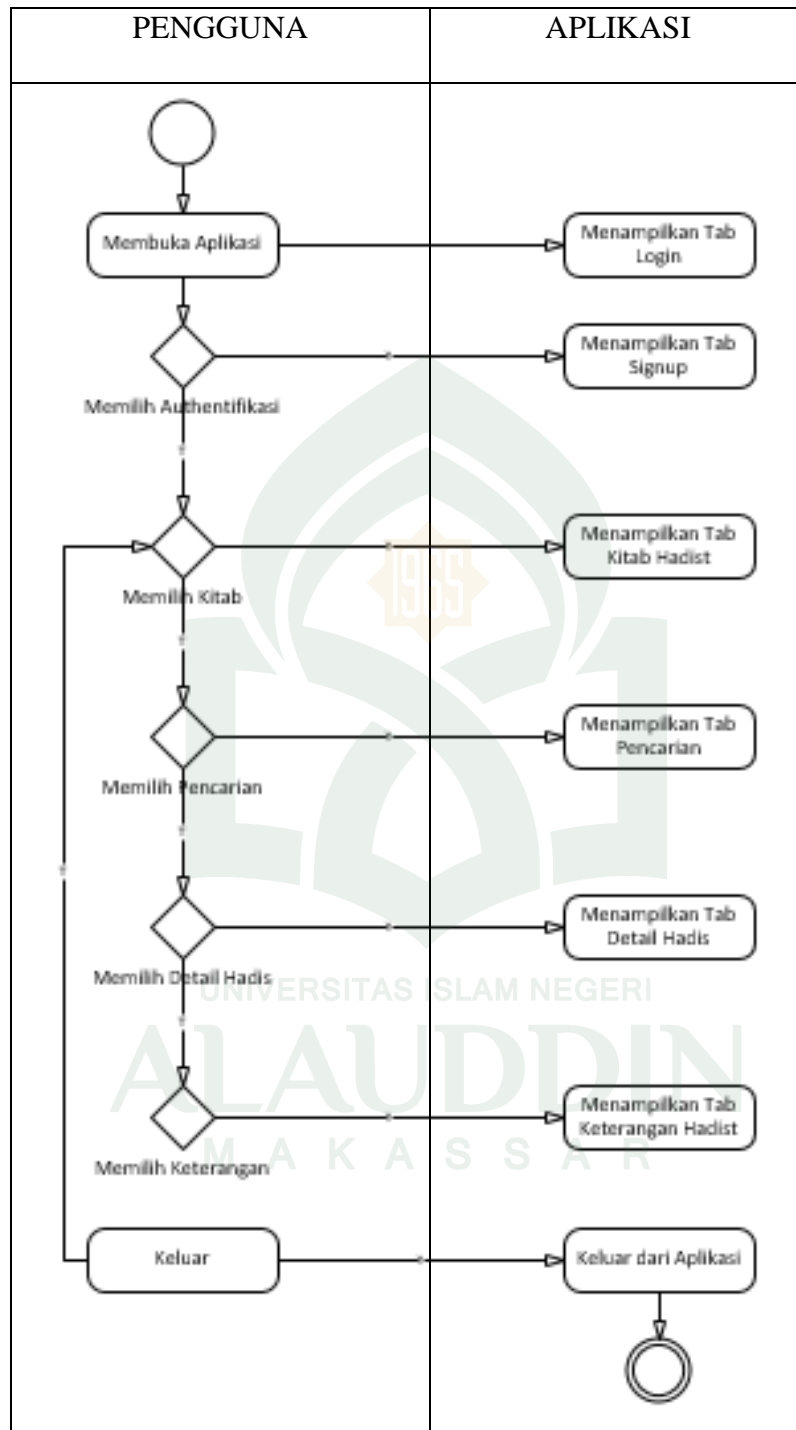 PENGGUNA
APLIKASI
Membuka Aplikasi
Menampilkan Tab
Login
Menampilkan Tab
Signup
Memilih Authentifikasi
Menampilkan Tab
Kitab Hadist
Memilih Kitab
1965
Menampilkan Tab
Pencarian
Memilih Pencarian
Menampilkan Tab
Detail Hadis
Memilih Detail Hadis
UNIVERSITAS ISLAM NEGERI
ALAUDDIN
Menampilkan Tab
Keterangan Hadist
Memilih Keterangan
MAKASSAR
Keluar
Keluar dari Aplikasi